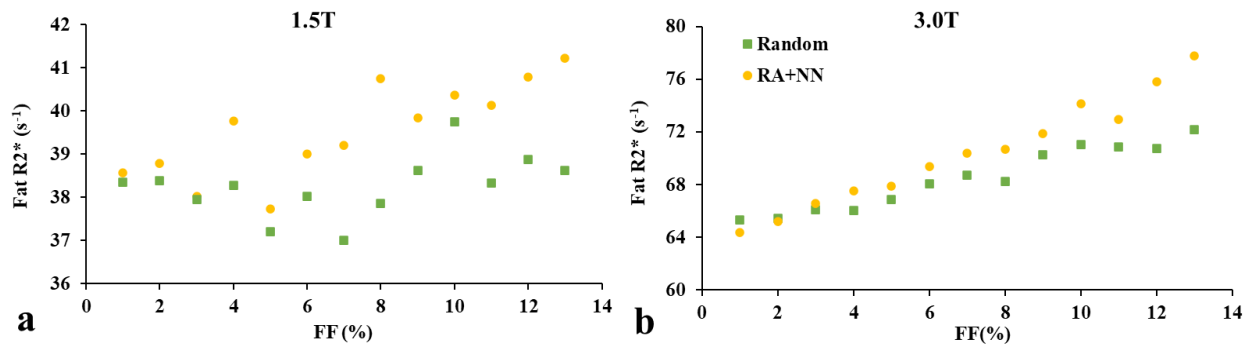 1.5T
42
41
40
39
38
37
36
Fat R2* (s⁻¹)
0 2 4 6 8 10 12 14
FF (%)
a
3.0T
80
76
72
68
64
60
Fat R2* (s⁻¹)
Random
RA+NN
0 2 4 6 8 10 12 14
FF(%)
b